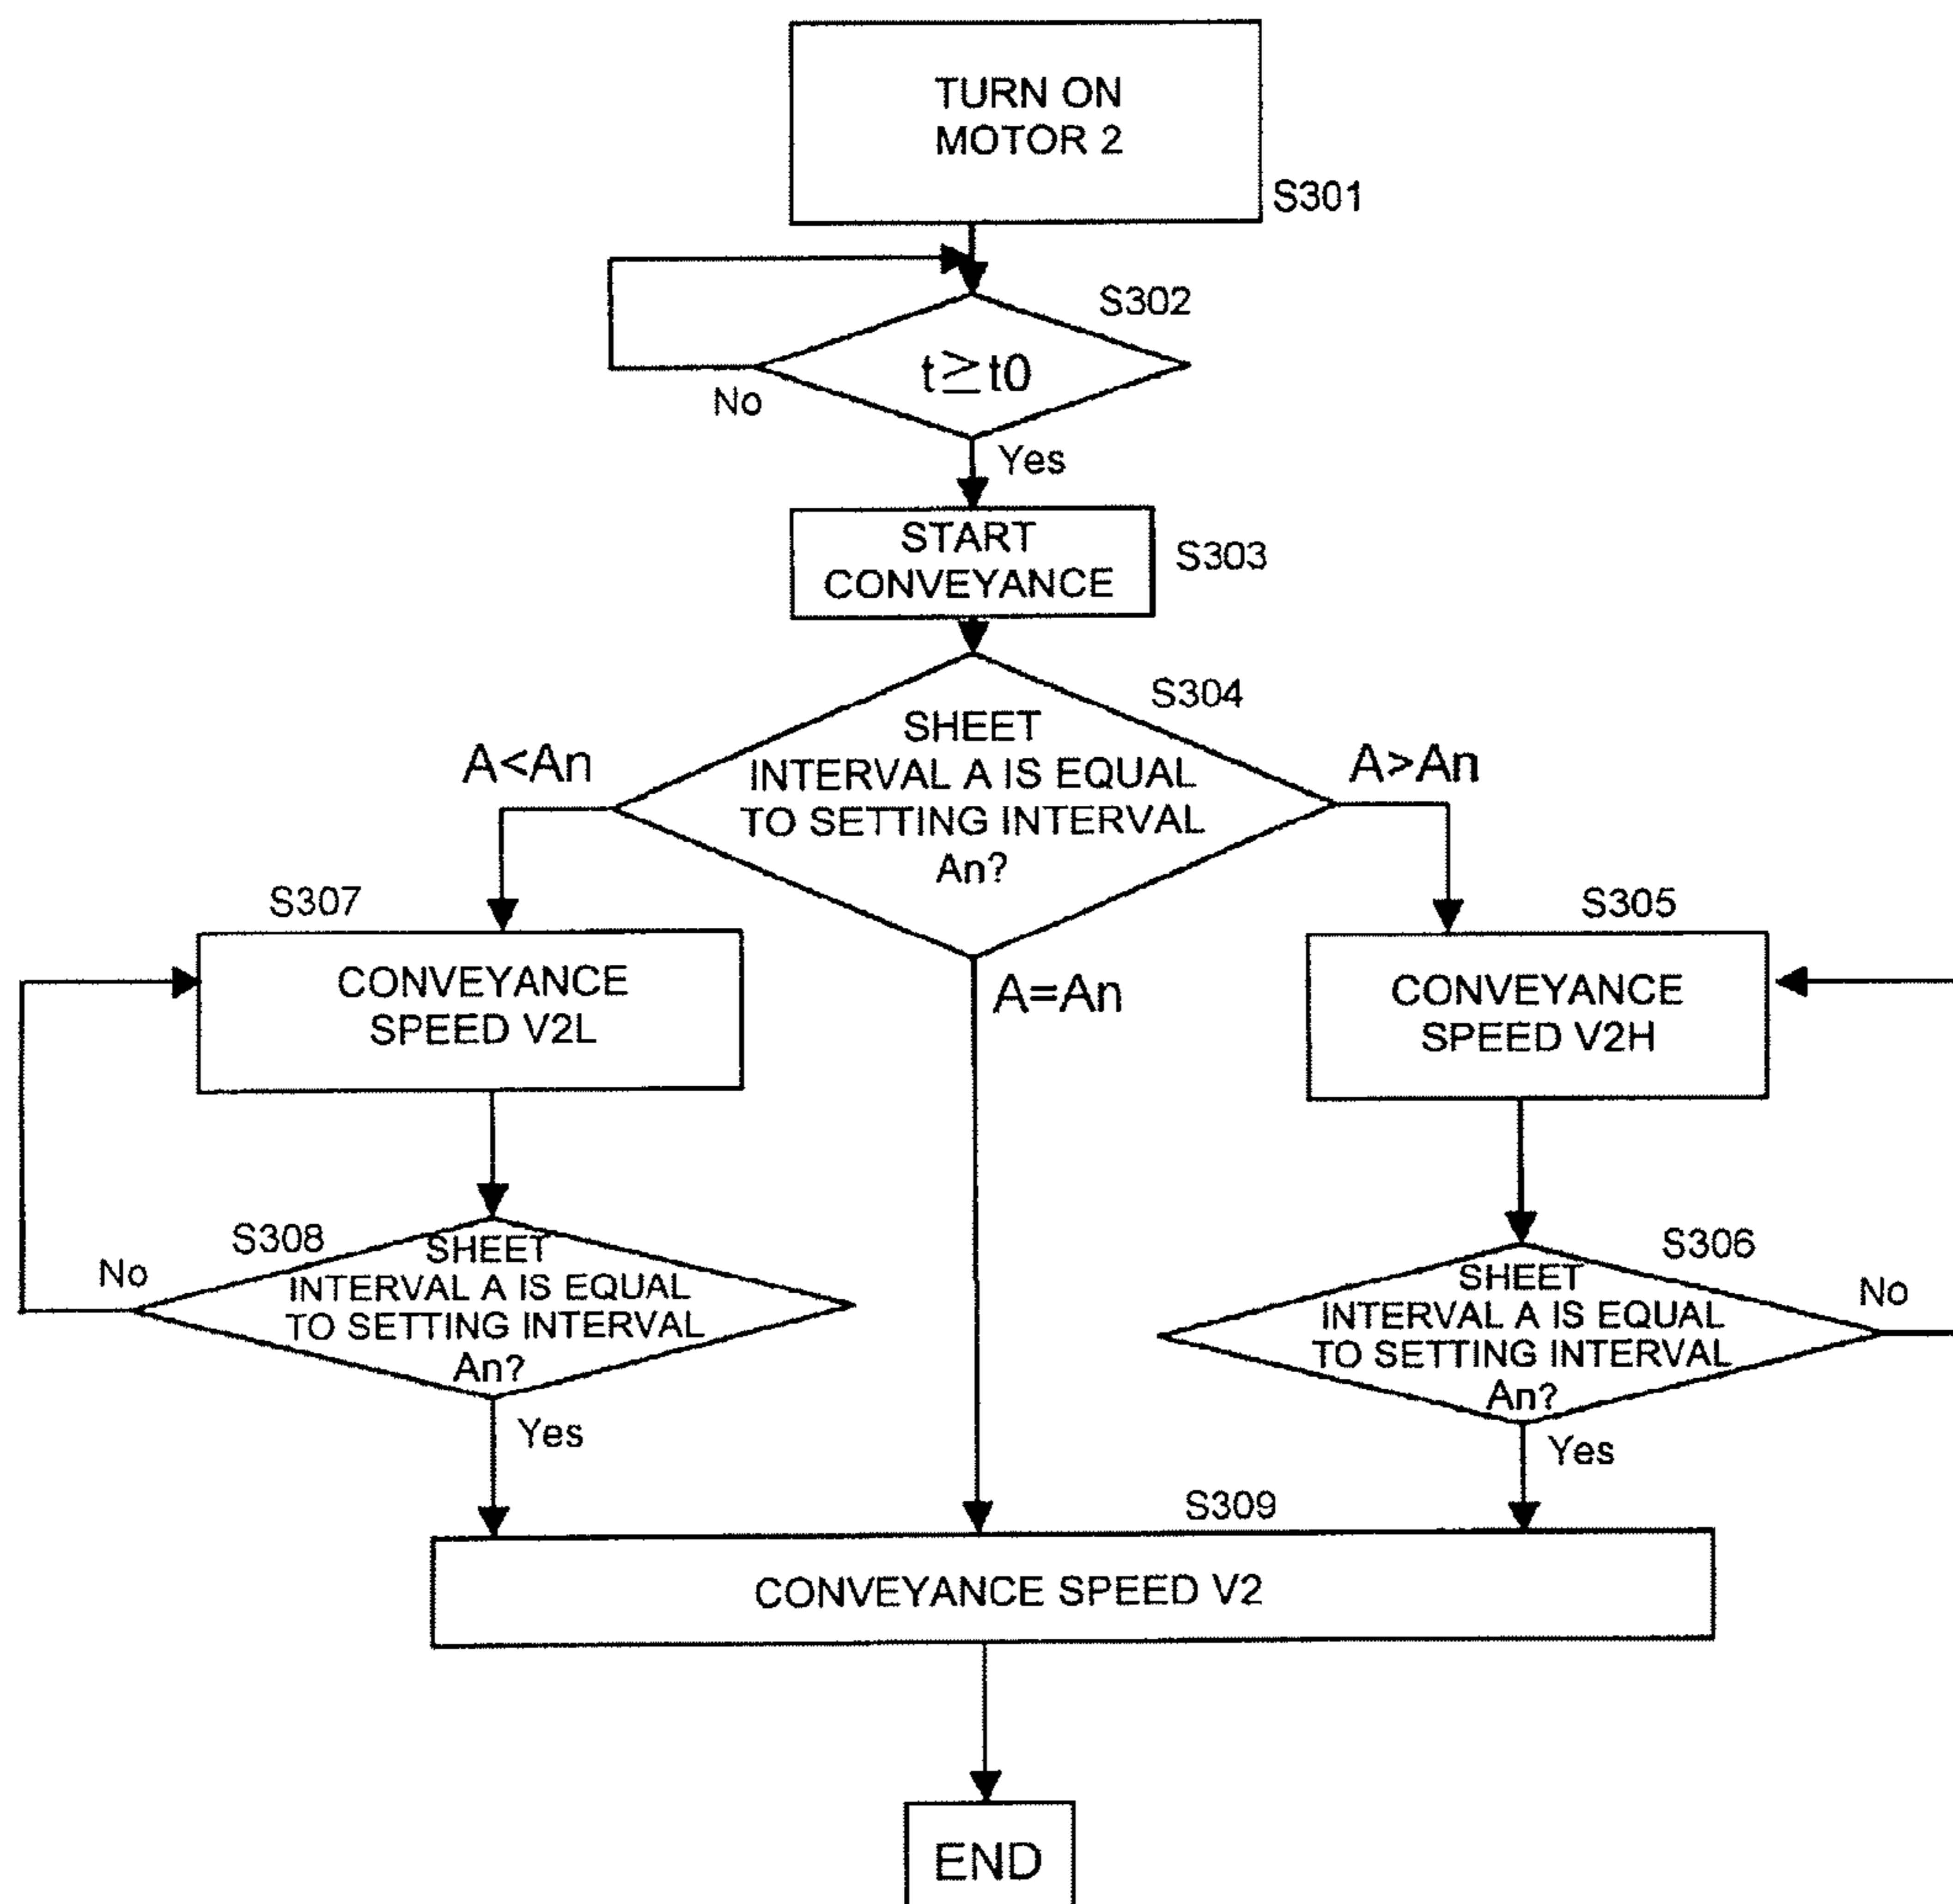 TURN ON
MOTOR 2
S301
S302
t≥t0
No
Yes
START
CONVEYANCE
S303
S304
SHEET
INTERVAL A IS EQUAL
TO SETTING INTERVAL
An?
A<An
A>An
A=An
S307
CONVEYANCE
SPEED V2L
S305
CONVEYANCE
SPEED V2H
S308
SHEET
INTERVAL A IS EQUAL
TO SETTING INTERVAL
An?
No
Yes
S306
SHEET
INTERVAL A IS EQUAL
TO SETTING INTERVAL
An?
No
Yes
S309
CONVEYANCE SPEED V2
END